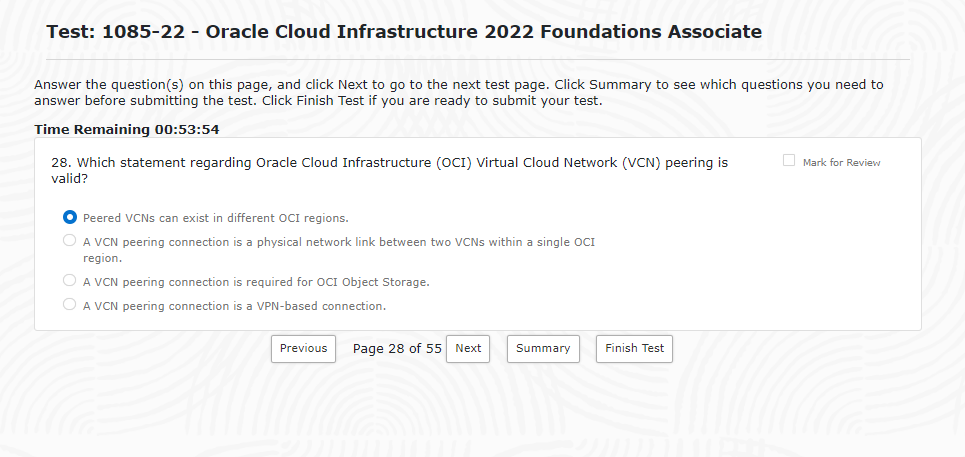 Test: 1085-22 - Oracle Cloud Infrastructure 2022 Foundations Associate
Answer the question(s) on this page, and click Next to go to the next test page. Click Summary to see which questions you need to
answer before submitting the test. Click Finish Test if you are ready to submit your test.
Time Remaining 00:53:54
28. Which statement regarding Oracle Cloud Infrastructure (OCI) Virtual Cloud Network (VCN) peering is
valid?
Mark for Review
Peered VCNs can exist in different OCI regions.
A VCN peering connection is a physical network link between two VCNs within a single OCI
region.
A VCN peering connection is required for OCI Object Storage.
A VCN peering connection is a VPN-based connection.
Previous Page 28 of 55 Next Summary Finish Test